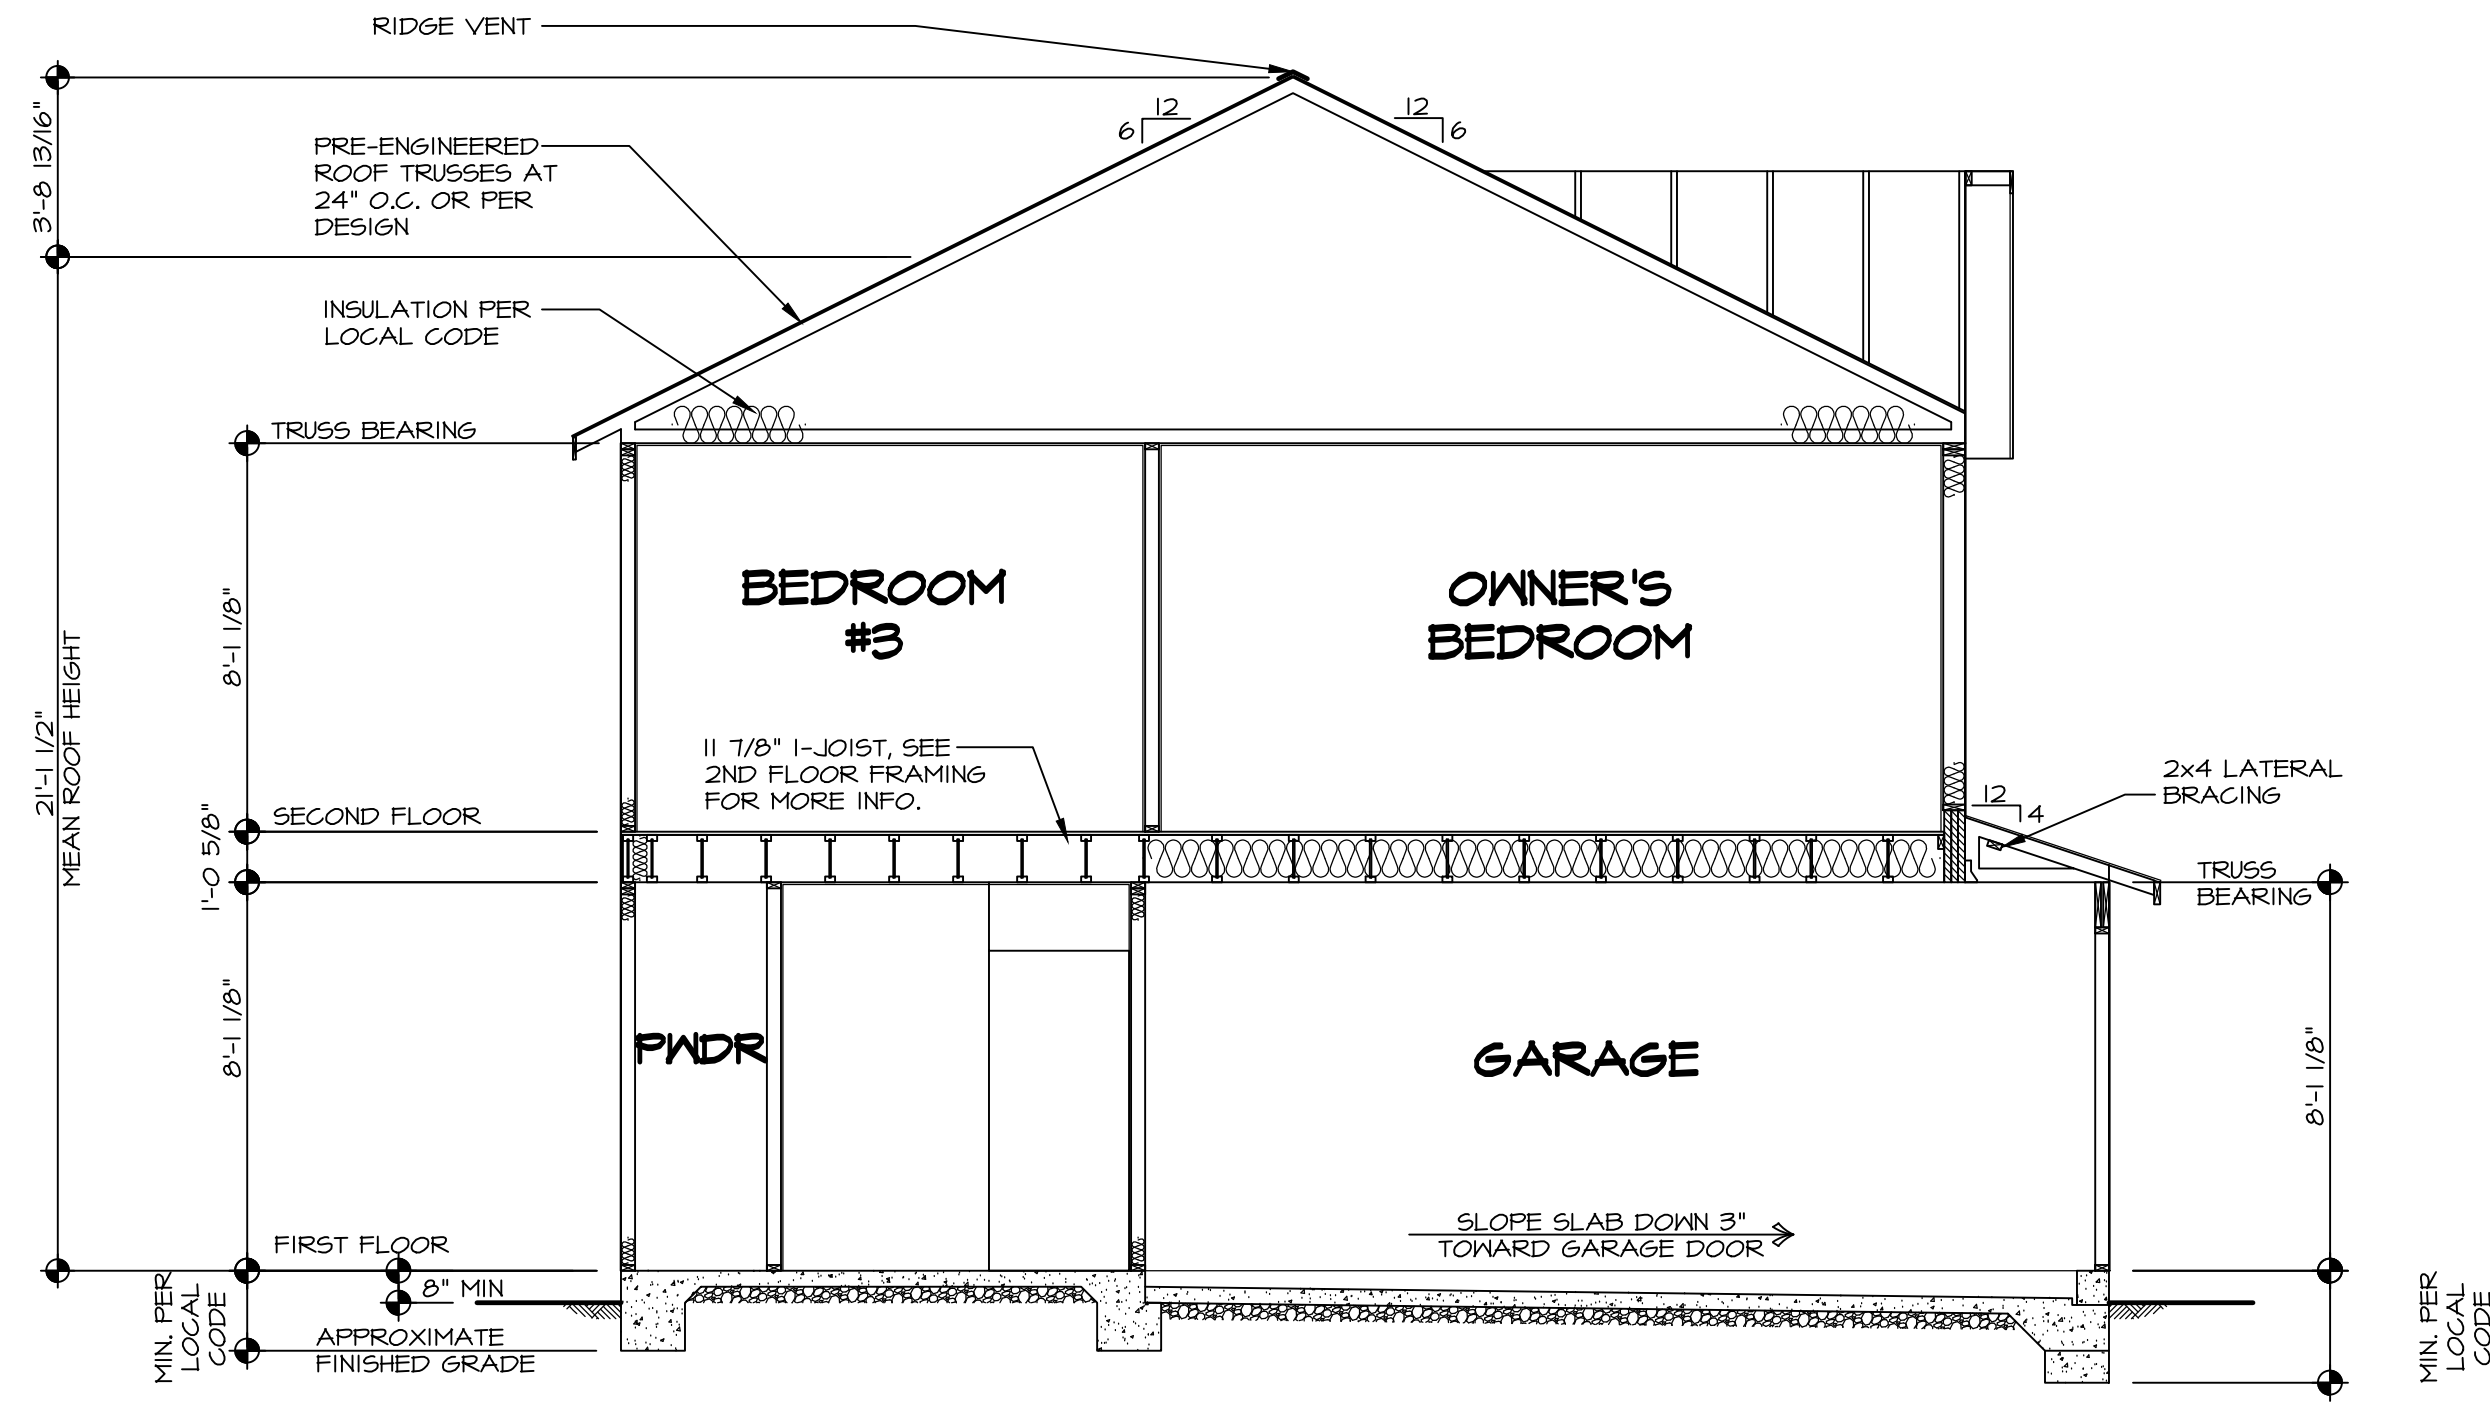 RIDGE VENT
3'-8 13/16"
12
6
12
6
PRE-ENGINEERED
ROOF TRUSSES AT
24" O.C. OR PER
DESIGN
INSULATION PER
LOCAL CODE
TRUSS BEARING
8'-1 1/8"
BEDROOM
#3
OWNER'S
BEDROOM
21'-1 1/2"
MEAN ROOF HEIGHT
11 7/8" I-JOIST, SEE
2ND FLOOR FRAMING
FOR MORE INFO.
2x4 LATERAL
BRACING
12
4
SECOND FLOOR
1'-0 5/8"
TRUSS
BEARING
8'-1 1/8"
PWDR
GARAGE
8'-1 1/8"
SLOPE SLAB DOWN 3"
TOWARD GARAGE DOOR
FIRST FLOOR
8" MIN
MIN. PER
LOCAL
CODE
APPROXIMATE
FINISHED GRADE
MIN. PER
LOCAL
CODE